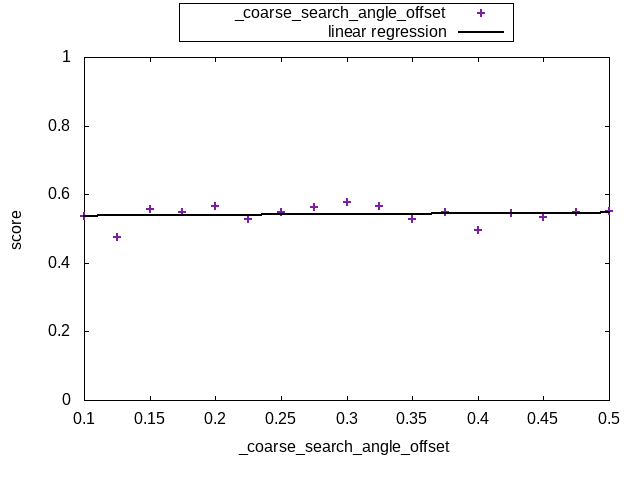 _coarse_search_angle_offset
linear regression
1
0.8
0.6
0.4
0.2
0
score
0.1 0.15 0.2 0.25 0.3 0.35 0.4 0.45 0.5
_coarse_search_angle_offset